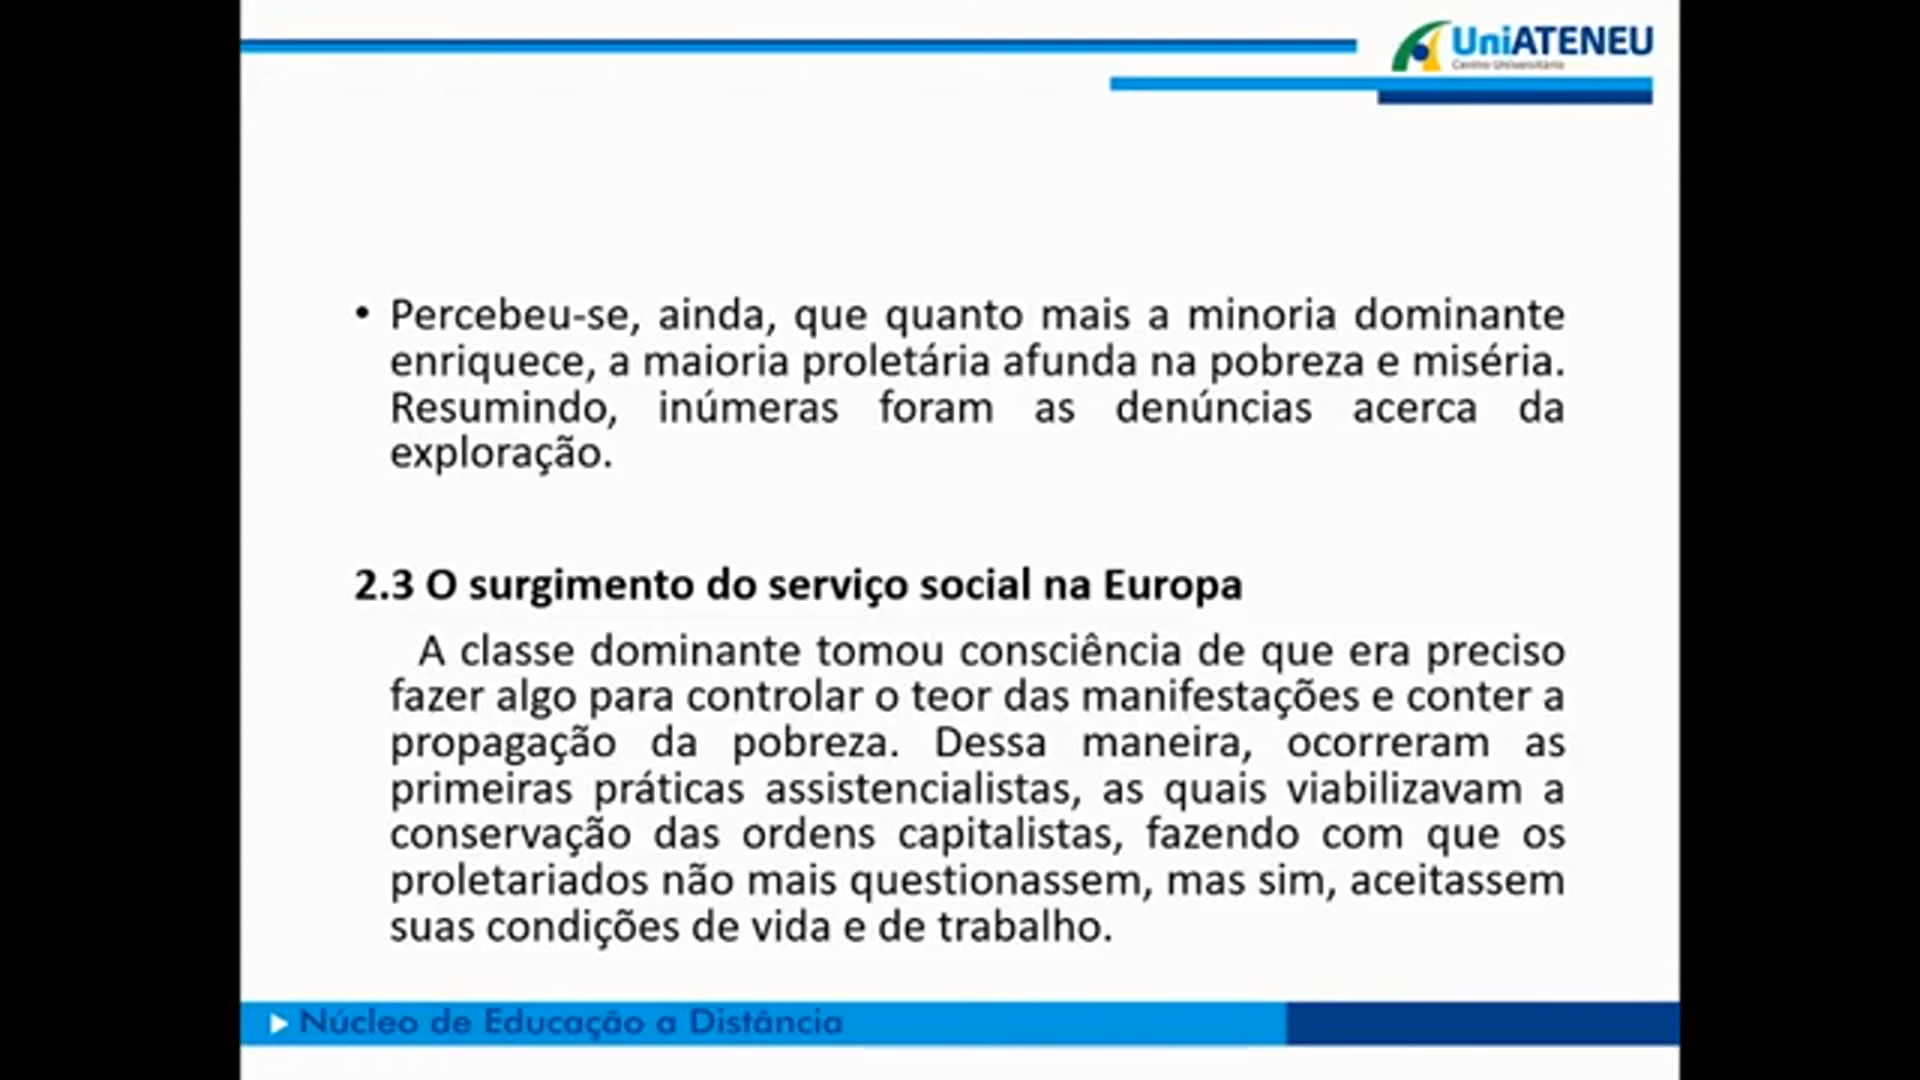 UniATENEU
Centro Universitário
• Percebeu-se, ainda, que quanto mais a minoria dominante
enriquece, a maioria proletária afunda na pobreza e miséria.
Resumindo, inúmeras foram as denúncias acerca da
exploração.
2.3 O surgimento do serviço social na Europa
A classe dominante tomou consciência de que era preciso
fazer algo para controlar o teor das manifestações e conter a
propagação da pobreza. Dessa maneira, ocorreram as
primeiras práticas assistencialistas, as quais viabilizavam a
conservação das ordens capitalistas, fazendo com que os
proletariados não mais questionassem, mas sim, aceitassem
suas condições de vida e de trabalho.
Núcleo de Educação a Distância